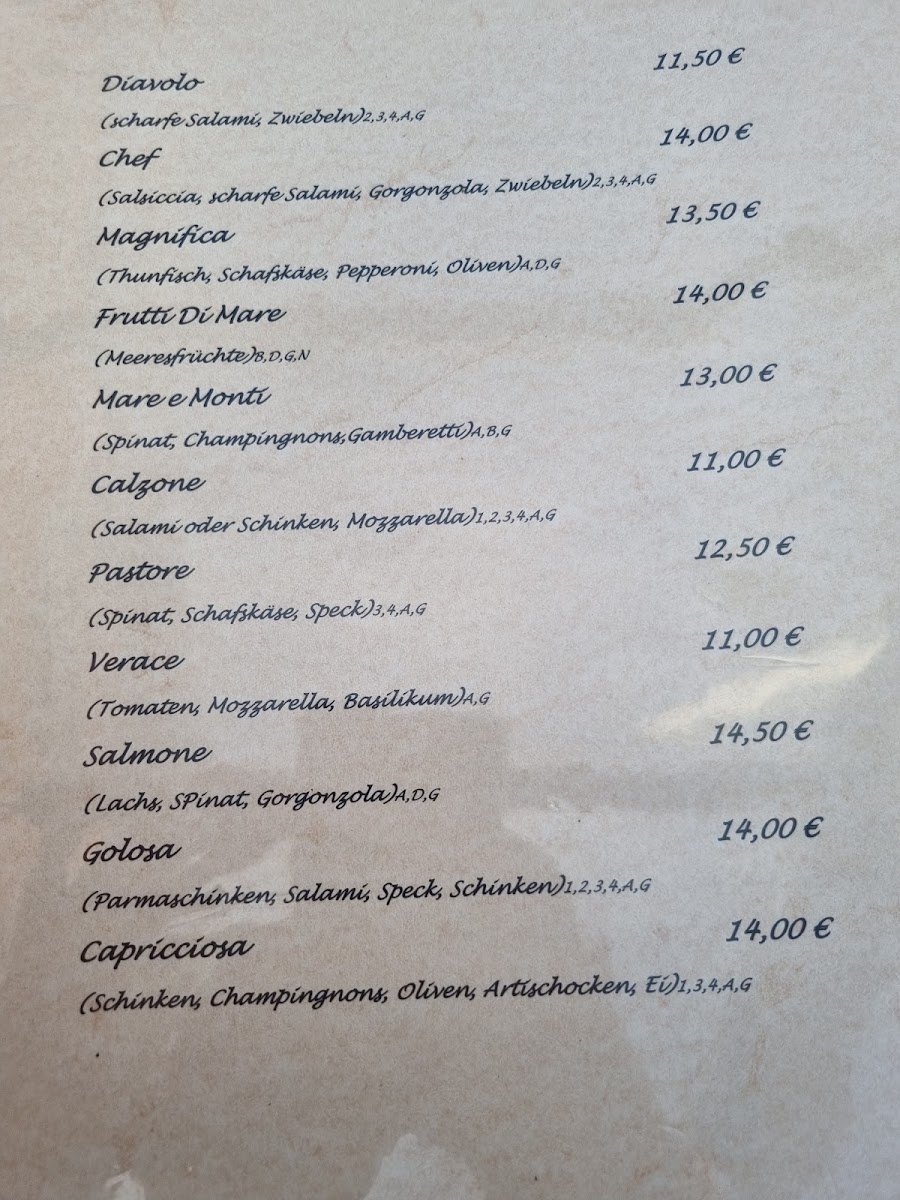 Diavolo 11,50 €
(scharfe Salami, Zwiebeln)2,3,4,A,G
Chef 14,00 €
(Salsiccia, scharfe Salami, Gorgonzola, Zwiebeln)2,3,4,A,G
Magnifica 13,50 €
(Thunfisch, Schafskäse, Pepperoni, Oliven)A,D,G
Frutti Di Mare 14,00 €
(Meeresfrüchte)B,D,G,N
Mare e Monti 13,00 €
(Spinat, Champingnons,Gamberetti)A,B,G
Calzone 11,00 €
(Salami oder Schinken, Mozzarella)1,2,3,4,A,G
Pastore 12,50 €
(Spinat, Schafskäse, Speck)3,4,A,G
Verace 11,00 €
(Tomaten, Mozzarella, Basilikum)A,G
Salmone 14,50 €
(Lachs, SPinat, Gorgonzola)A,D,G
Golosa 14,00 €
(Parmaschinken, Salami, Speck, Schinken)1,2,3,4,A,G
Capricciosa 14,00 €
(Schinken, Champingnons, Oliven, Artischocken, Ei)1,3,4,A,G